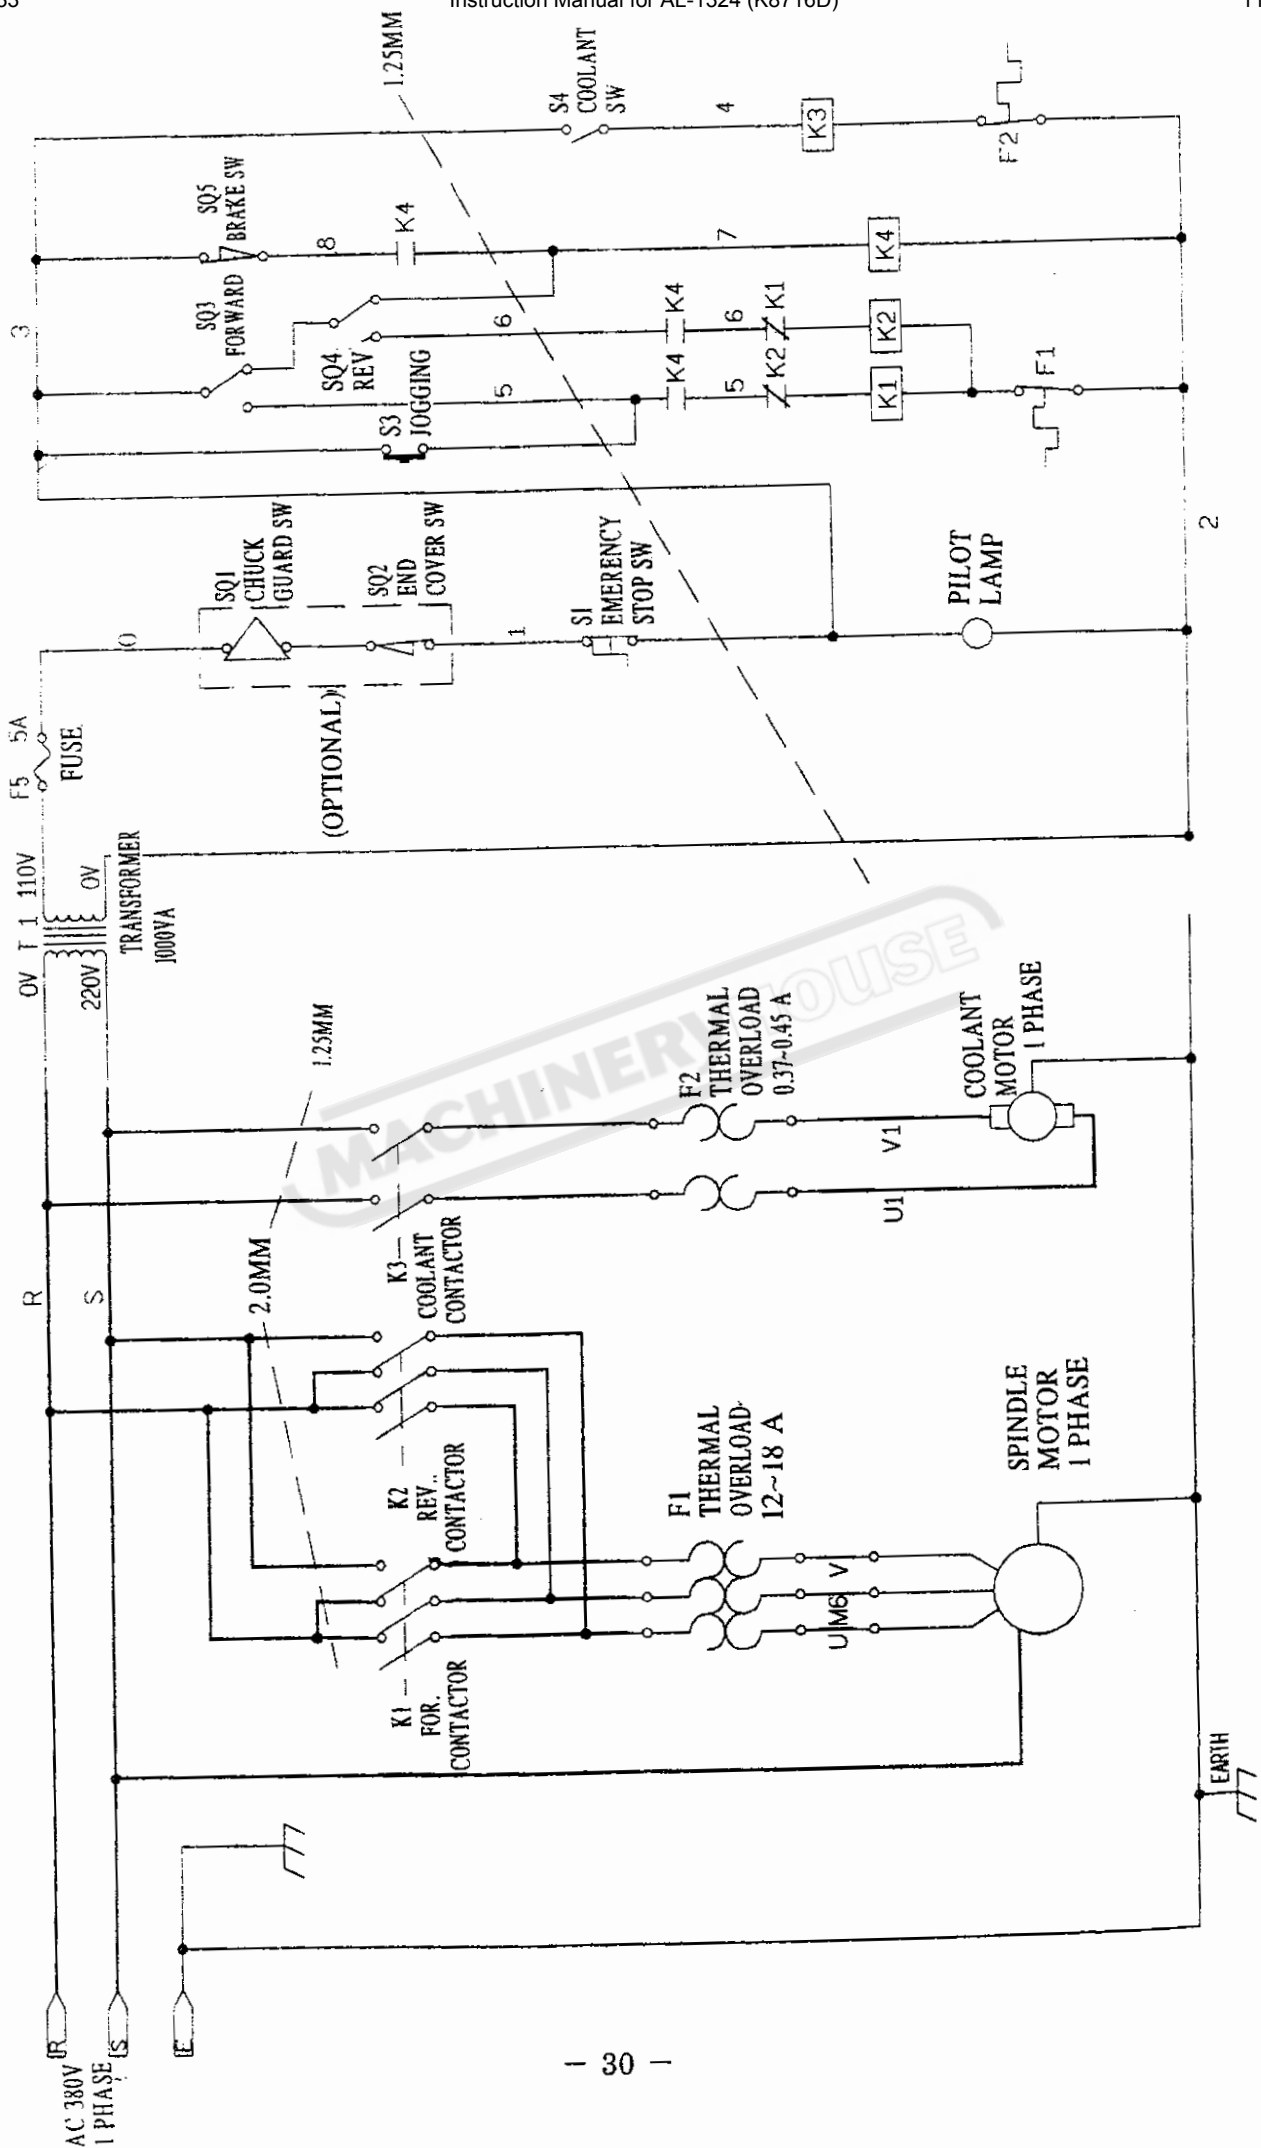 Instruction Manual for AL-1324 (K8716D)
AC 380V
1 PHASE
R
S
E
R
S
0V T 1 110V
220V 0V
TRANSFORMER
1000VA
F5 5A
FUSE
0
3
SQ1
CHUCK
GUARD SW
SQ2
END
COVER SW
(OPTIONAL)
1
S1
EMERENCY
STOP SW
PILOT
LAMP
2
S3
JOGGING
SQ3
FORWARD
SQ4
REV
SQ5
BRAKE SW
8
K4
7
K4
6
K4
6
K1
K2
5
K4
5
K2
K1
F1
S4
COOLANT
SW
4
K3
F2
1.25MM
1.25MM
2.0MM
K1
FOR.
CONTACTOR
K2
REV..
CONTACTOR
K3
COOLANT
CONTACTOR
F1
THERMAL
OVERLOAD
12~18 A
F2
THERMAL
OVERLOAD
0.37~0.45 A
U M6 V
U1
V1
SPINDLE
MOTOR
1 PHASE
COOLANT
MOTOR
1 PHASE
EARTH
MACHINERYHOUSE
- 30 -